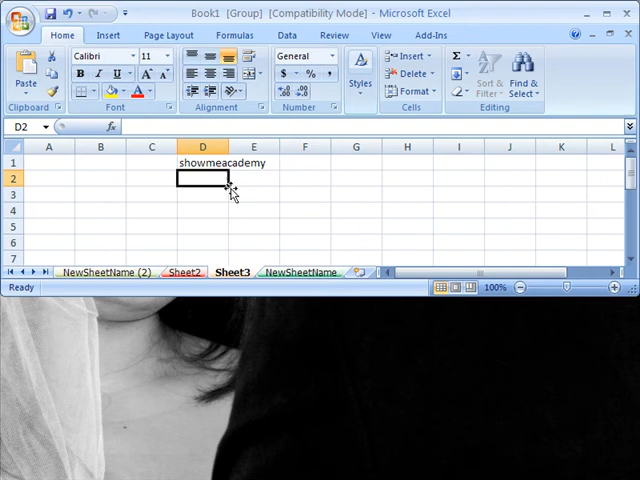 Book1 [Group] [Compatibility Mode] - Microsoft Excel
Home Insert Page Layout Formulas Data Review View Add-Ins
Paste
Clipboard
Calibri 11
B I U
Font
Alignment
General
$ % ,
Number
Styles
Insert
Delete
Format
Cells
Σ
Sort & Filter
Find & Select
Editing
D2 fx
A B C D E F G H I J K L
1 showmeacademy
2
3
4
5
6
7
NewSheetName (2) Sheet2 Sheet3 NewSheetName
Ready 100%